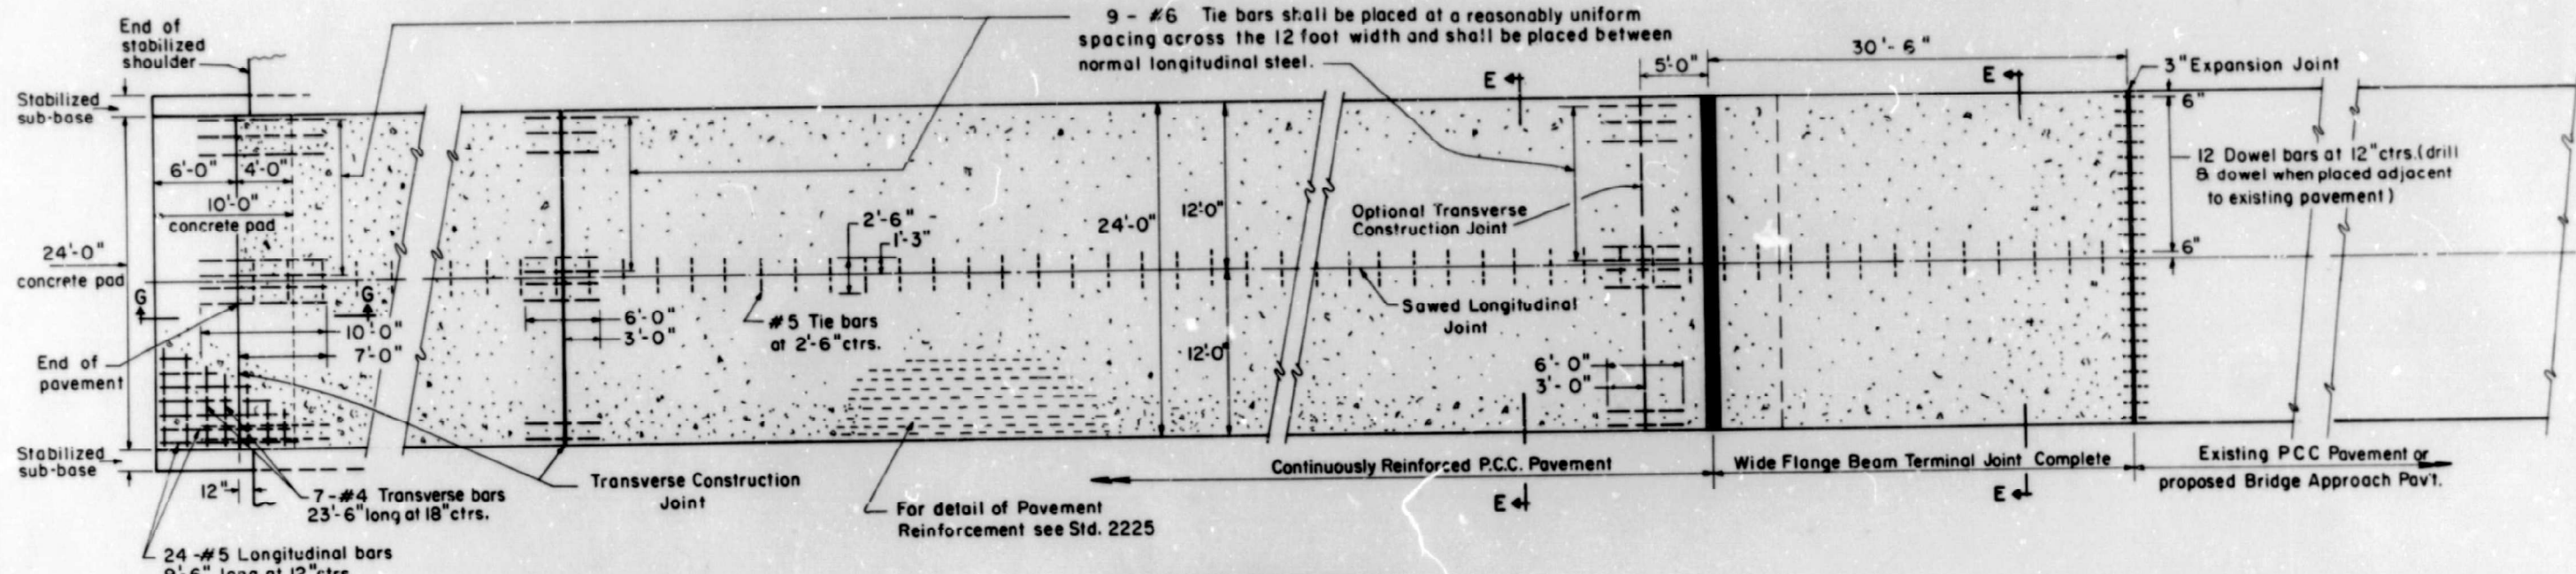 End of
stabilized
shoulder
9 - #6 Tie bars shall be placed at a reasonably uniform
spacing across the 12 foot width and shall be placed between
normal longitudinal steel.
5'-0"
30'-6"
3" Expansion Joint
E
E
Stabilized
sub-base
6"
12 Dowel bars at 12" ctrs. (drill
& dowel when placed adjacent
to existing pavement)
6'-0"
4'-0"
10'-0"
concrete pad
2'-6"
1'-3"
24'-0"
12'-0"
Optional Transverse
Construction Joint
6"
24'-0"
concrete pad
G
G
Sawed Longitudinal
Joint
#5 Tie bars
at 2'-6" ctrs.
6'-0"
3'-0"
10'-0"
7'-0"
12'-0"
6'-0"
3'-0"
End of
pavement
Stabilized
sub-base
12"
7-#4 Transverse bars
23'-6" long at 18" ctrs.
Transverse Construction
Joint
For detail of Pavement
Reinforcement see Std. 2225
Continuously Reinforced P.C.C. Pavement
Wide Flange Beam Terminal Joint Complete
Existing PCC Pavement or
proposed Bridge Approach Pav't.
E
E
24-#5 Longitudinal bars
9'-6" long at 12" ctrs.